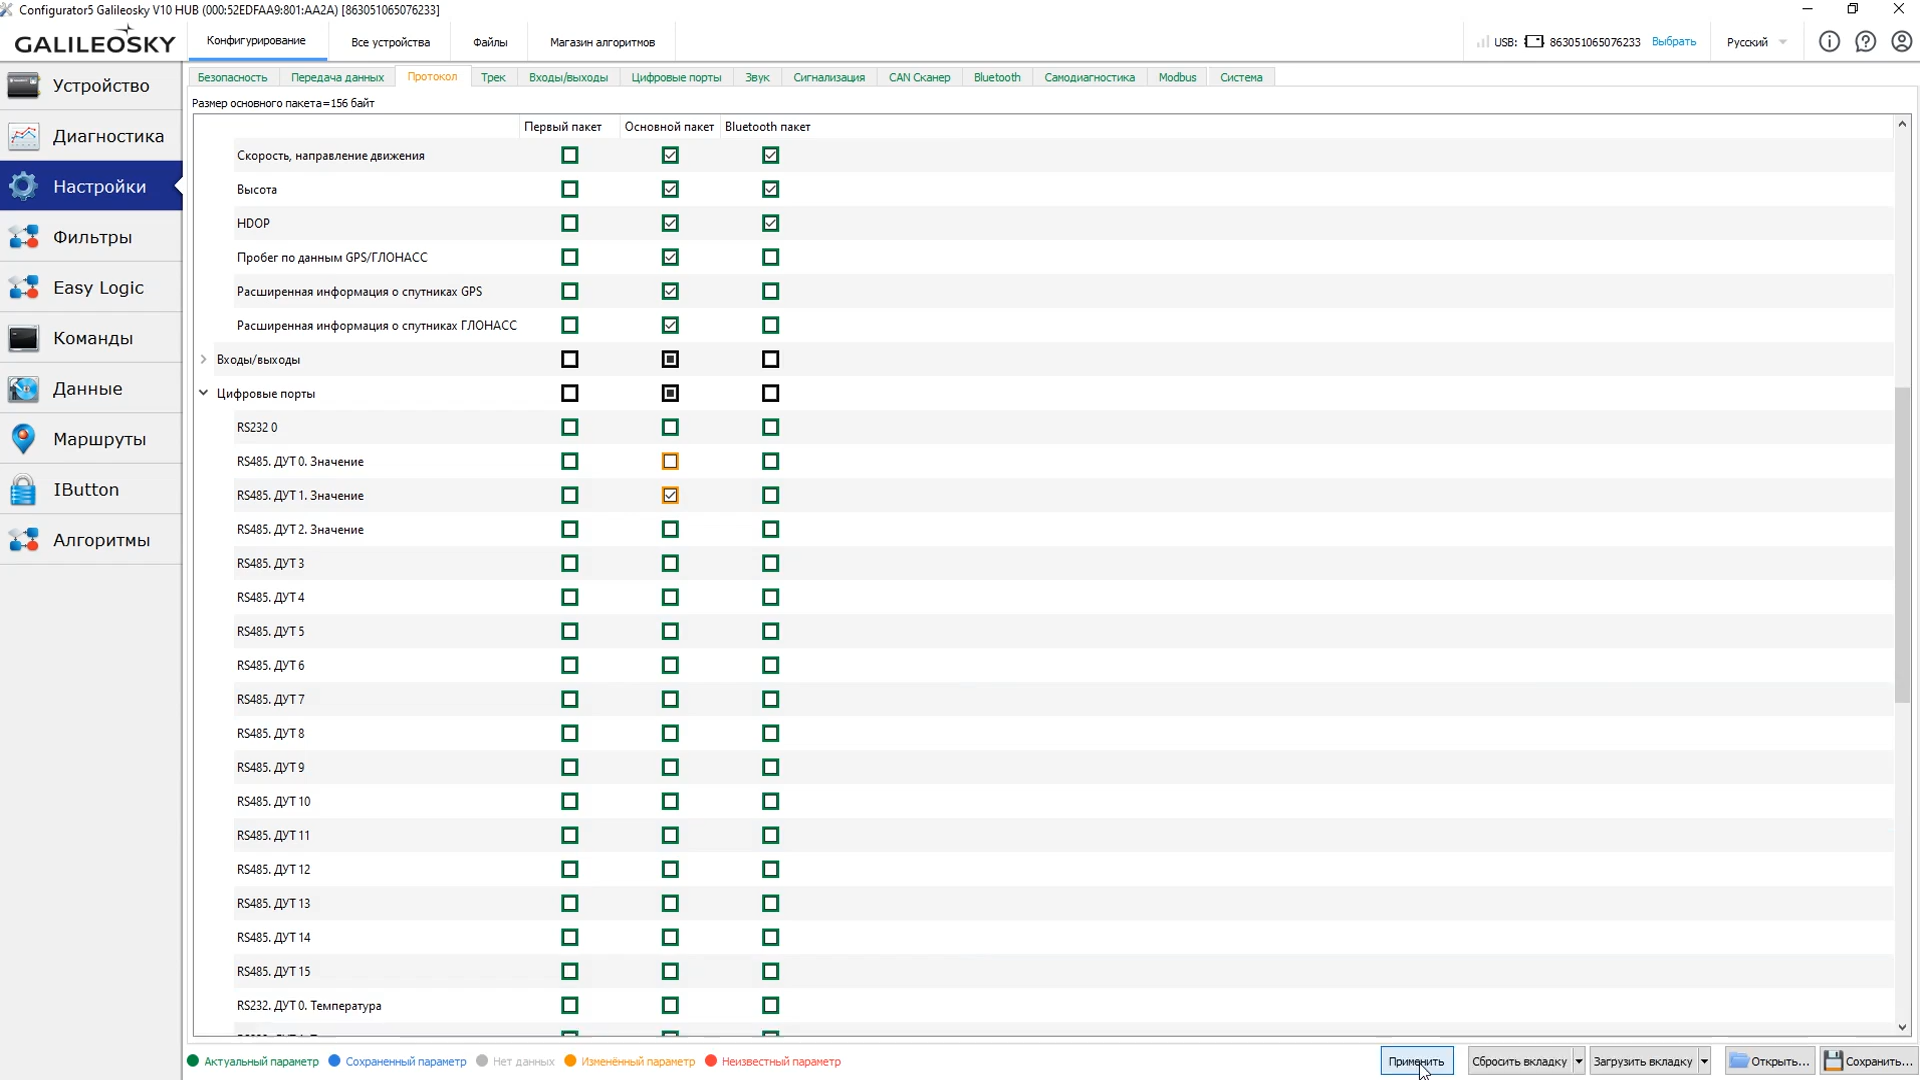 Configurator5 Galileosky V10 HUB (000:52EDFAA9:801:AA2A) [863051065076233]
GALILEOSKY
Конфигурирование
Все устройства
Файлы
Магазин алгоритмов
USB:
863051065076233
Выбрать
Русский
Безопасность
Передача данных
Протокол
Трек
Входы/выходы
Цифровые порты
Звук
Сигнализация
CAN Сканер
Bluetooth
Самодиагностика
Modbus
Система
Устройство
Диагностика
Настройки
Фильтры
Easy Logic
Команды
Данные
Маршруты
IButton
Алгоритмы
Размер основного пакета=156 байт
Первый пакет
Основной пакет
Bluetooth пакет
Скорость, направление движения
Высота
HDOP
Пробег по данным GPS/ГЛОНАСС
Расширенная информация о спутниках GPS
Расширенная информация о спутниках ГЛОНАСС
Входы/выходы
Цифровые порты
RS232 0
RS485. ДУТ 0. Значение
RS485. ДУТ 1. Значение
RS485. ДУТ 2. Значение
RS485. ДУТ 3
RS485. ДУТ 4
RS485. ДУТ 5
RS485. ДУТ 6
RS485. ДУТ 7
RS485. ДУТ 8
RS485. ДУТ 9
RS485. ДУТ 10
RS485. ДУТ 11
RS485. ДУТ 12
RS485. ДУТ 13
RS485. ДУТ 14
RS485. ДУТ 15
RS232. ДУТ 0. Температура
Актуальный параметр
Сохраненный параметр
Нет данных
Изменённый параметр
Неизвестный параметр
Применить
Сбросить вкладку
Загрузить вкладку
Открыть...
Сохранить...